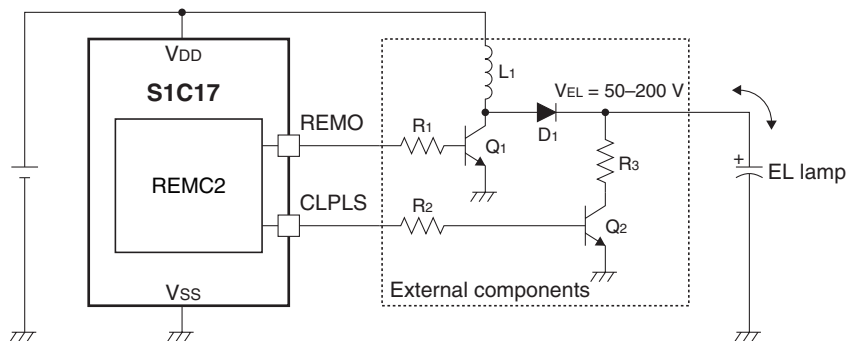 VDD
S1C17
REMC2
REMO
CLPLS
VSS
L1
VEL = 50–200 V
R1
Q1
D1
R3
R2
Q2
External components
+
EL lamp